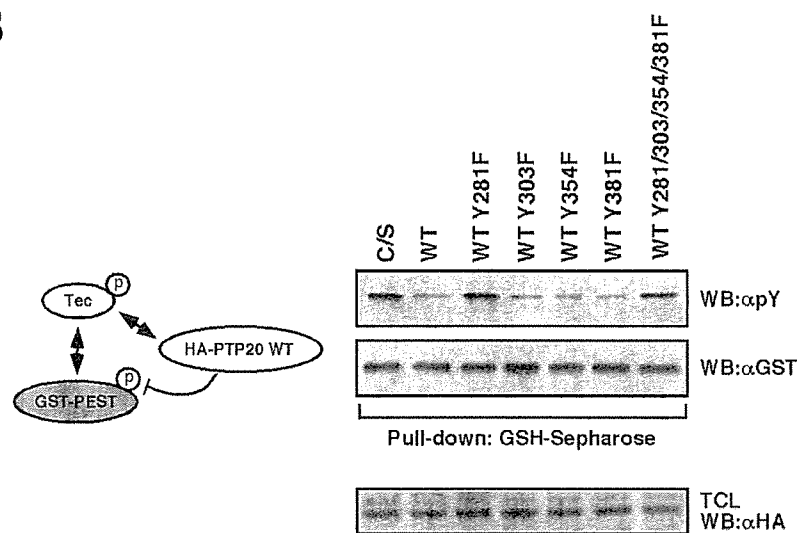 C/S
WT
WT Y281F
WT Y303F
WT Y354F
WT Y381F
WT Y281/303/354/381F
p
Tec
HA-PTP20 WT
p
GST-PEST
WB:αpY
WB:αGST
Pull-down: GSH-Sepharose
TCL
WB:αHA